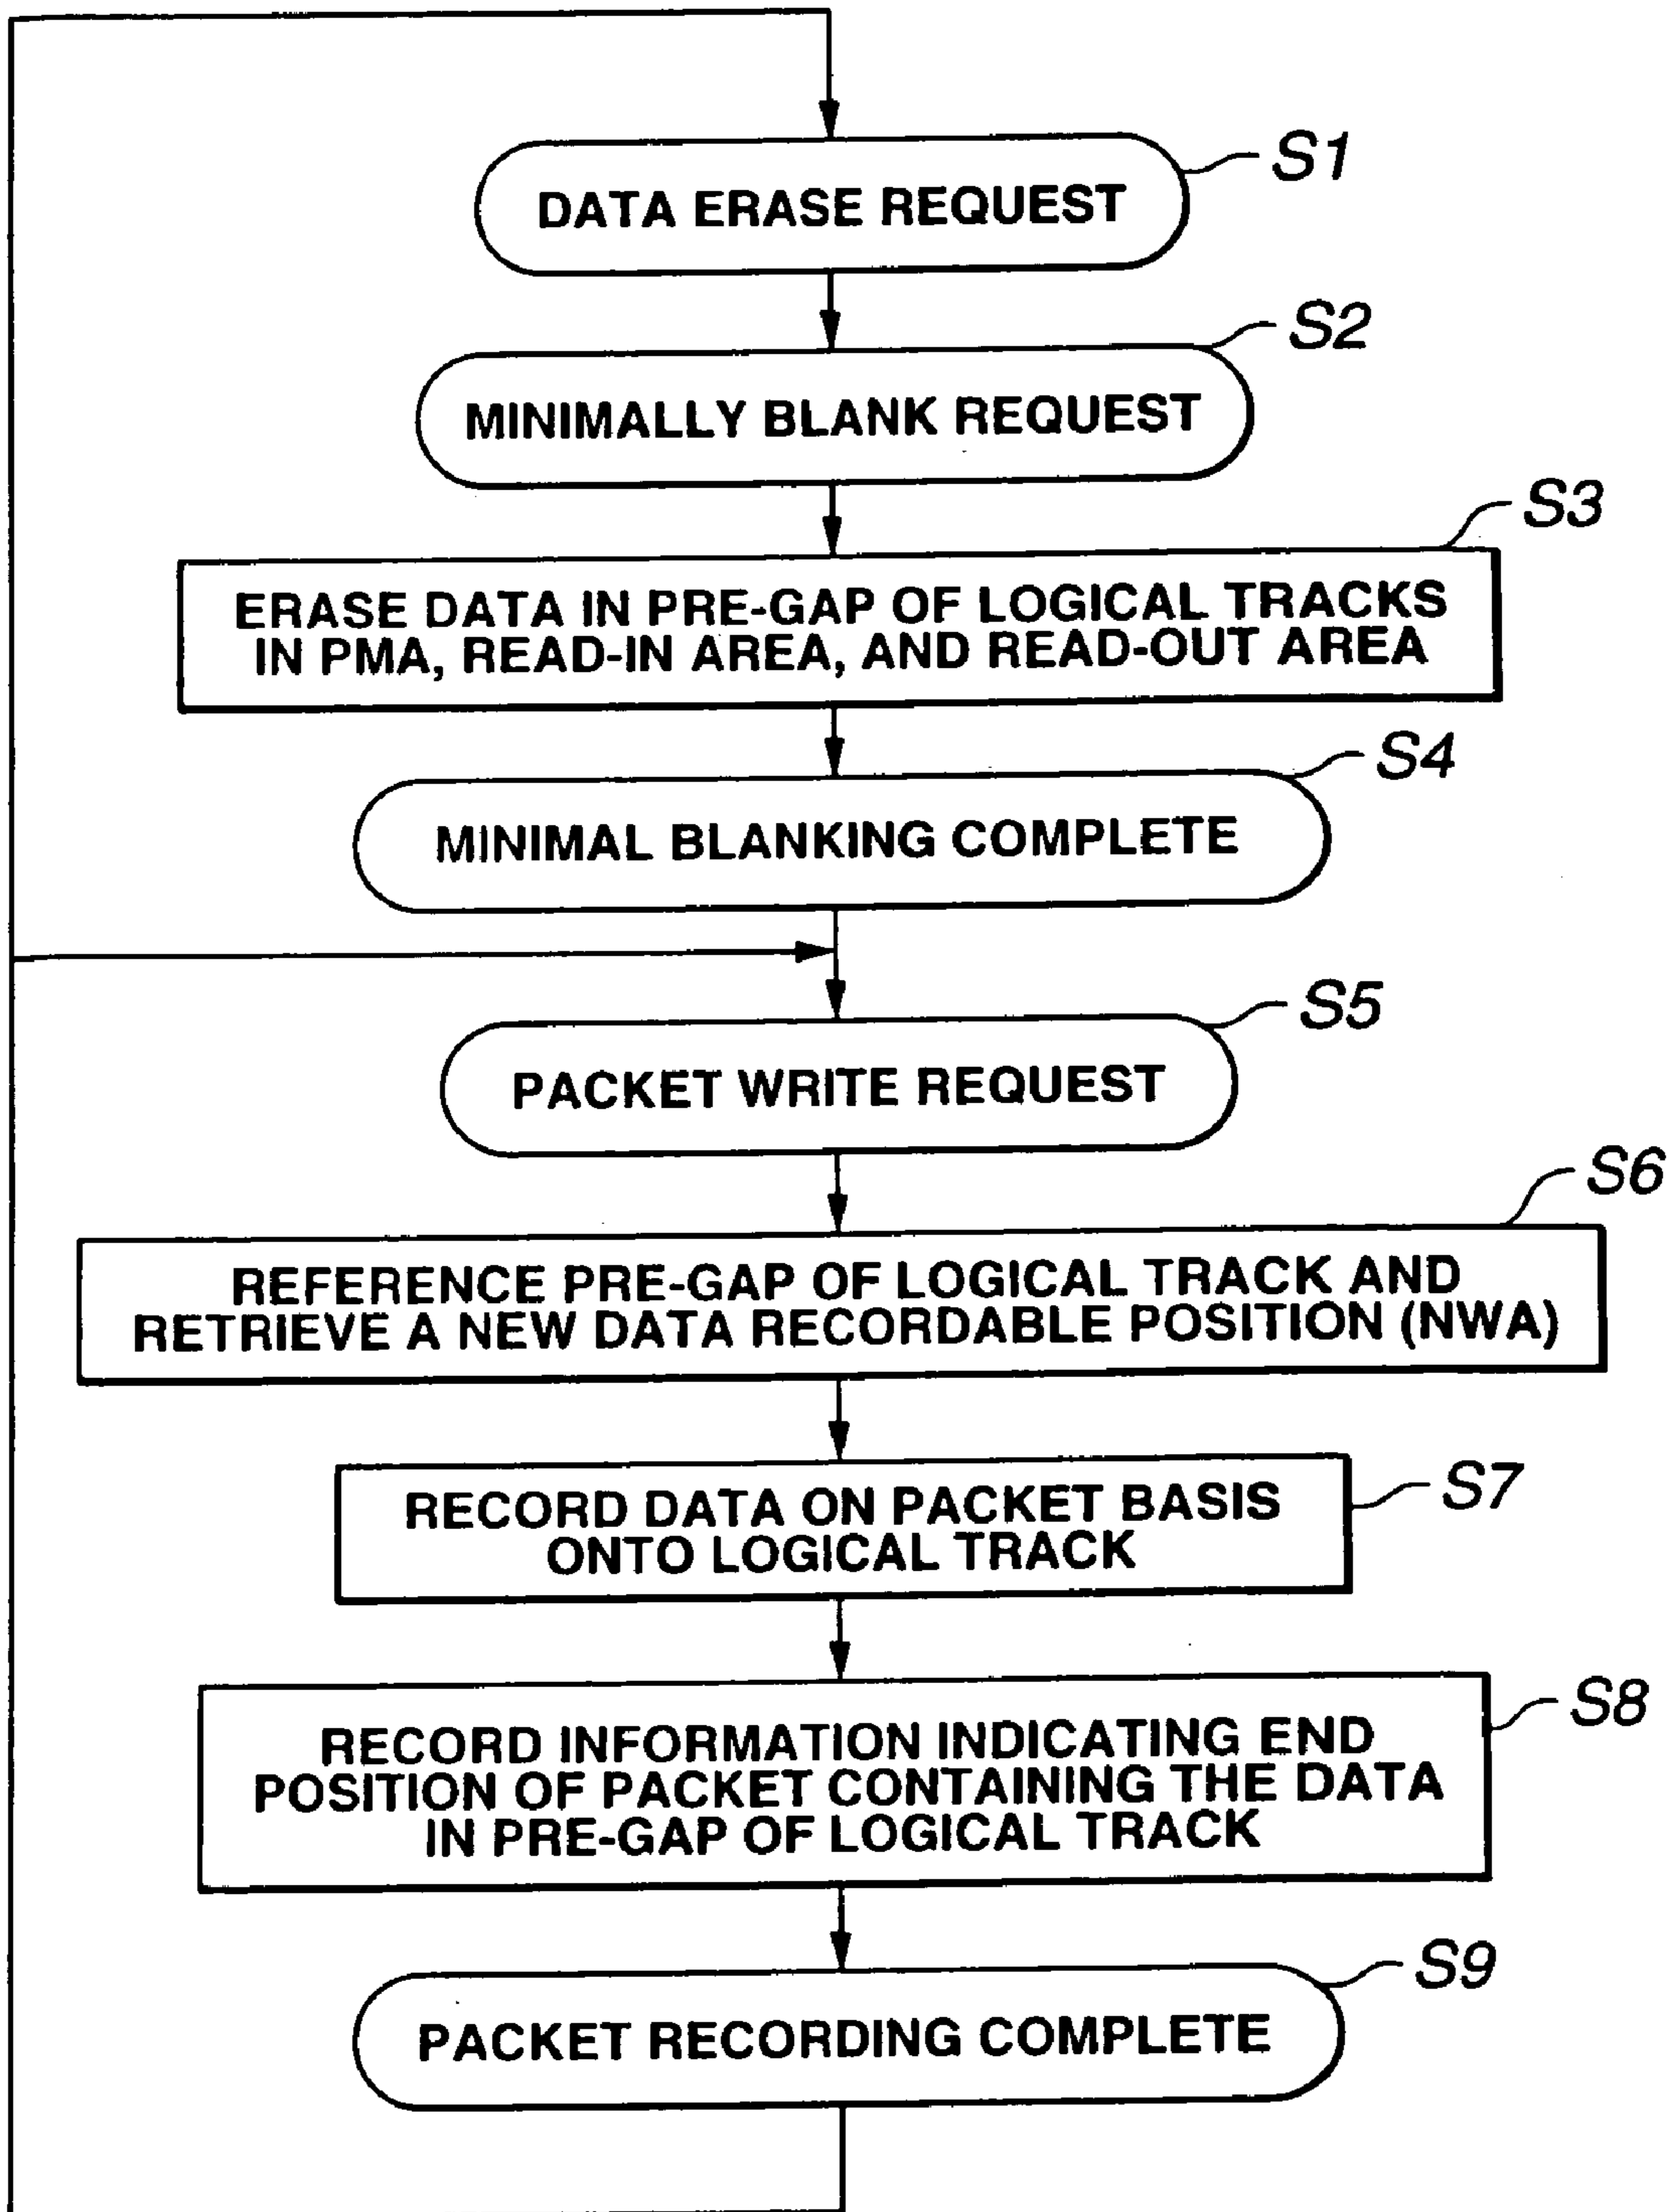 S1
DATA ERASE REQUEST
S2
MINIMALLY BLANK REQUEST
S3
ERASE DATA IN PRE-GAP OF LOGICAL TRACKS
IN PMA, READ-IN AREA, AND READ-OUT AREA
S4
MINIMAL BLANKING COMPLETE
S5
PACKET WRITE REQUEST
S6
REFERENCE PRE-GAP OF LOGICAL TRACK AND
RETRIEVE A NEW DATA RECORDABLE POSITION (NWA)
S7
RECORD DATA ON PACKET BASIS
ONTO LOGICAL TRACK
S8
RECORD INFORMATION INDICATING END
POSITION OF PACKET CONTAINING THE DATA
IN PRE-GAP OF LOGICAL TRACK
S9
PACKET RECORDING COMPLETE